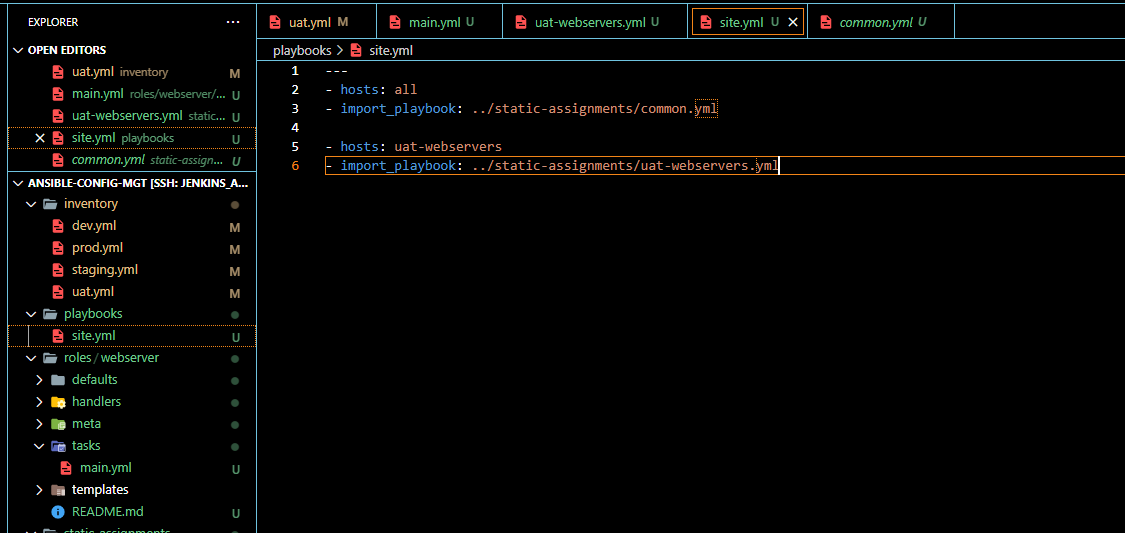 EXPLORER ...
OPEN EDITORS
uat.yml inventory M
main.yml roles/webserver/... U
uat-webservers.yml static... U
site.yml playbooks U
common.yml static-assign... U
ANSIBLE-CONFIG-MGT [SSH: JENKINS_A...
inventory
dev.yml M
prod.yml M
staging.yml M
uat.yml M
playbooks
site.yml U
roles/webserver
defaults
handlers
meta
tasks
main.yml U
templates
README.md U
static-assignments
uat.yml M main.yml U uat-webservers.yml U site.yml U common.yml U
playbooks > site.yml
1 ---
2 - hosts: all
3 - import_playbook: ../static-assignments/common.yml
4
5 - hosts: uat-webservers
6 - import_playbook: ../static-assignments/uat-webservers.yml